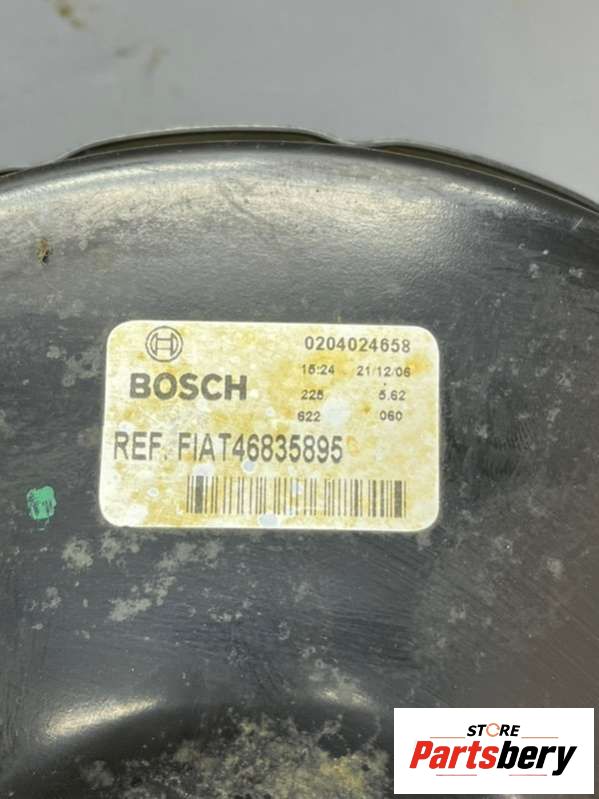 BOSCH
0204024658
15:24 21/12/06
225 5.62
622 060
REF. FIAT46835895
STORE
Partsbery